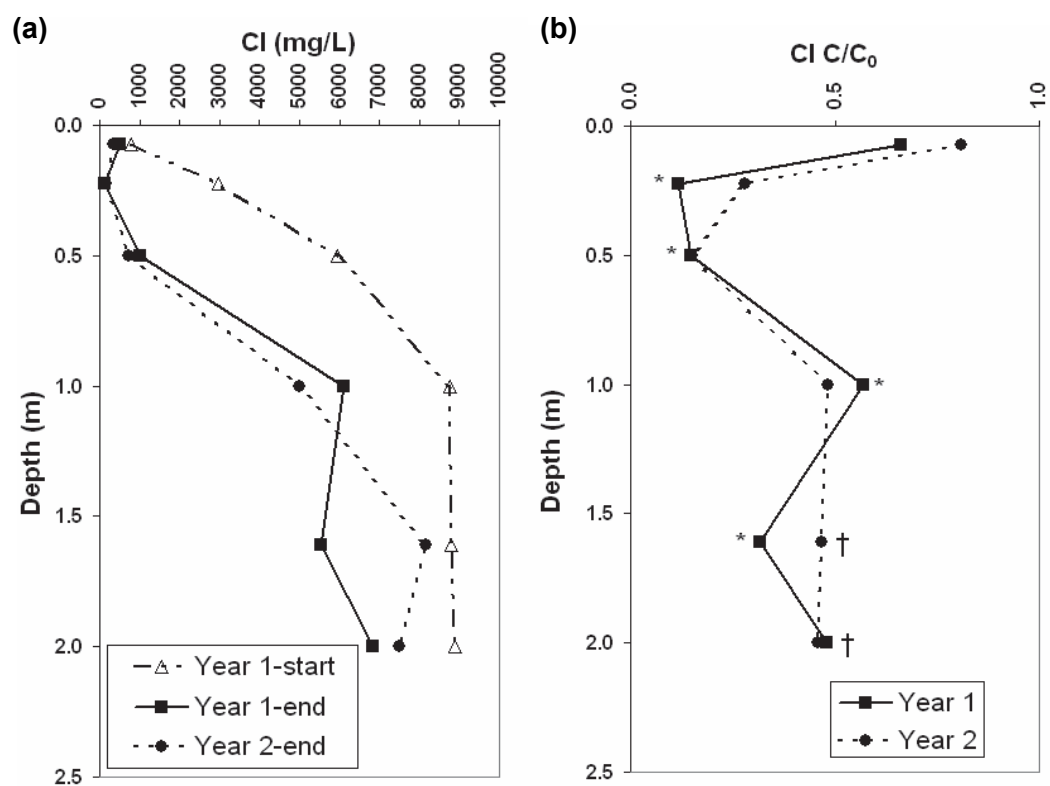 (a)
Cl (mg/L)
0 1000 2000 3000 4000 5000 6000 7000 8000 9000 10000
0.0
0.5
1.0
1.5
2.0
2.5
Depth (m)
Year 1-start
Year 1-end
Year 2-end
(b)
Cl C/C₀
0.0 0.5 1.0
0.0
*
0.5
*
1.0
*
1.5
*
†
2.0
†
2.5
Depth (m)
Year 1
Year 2